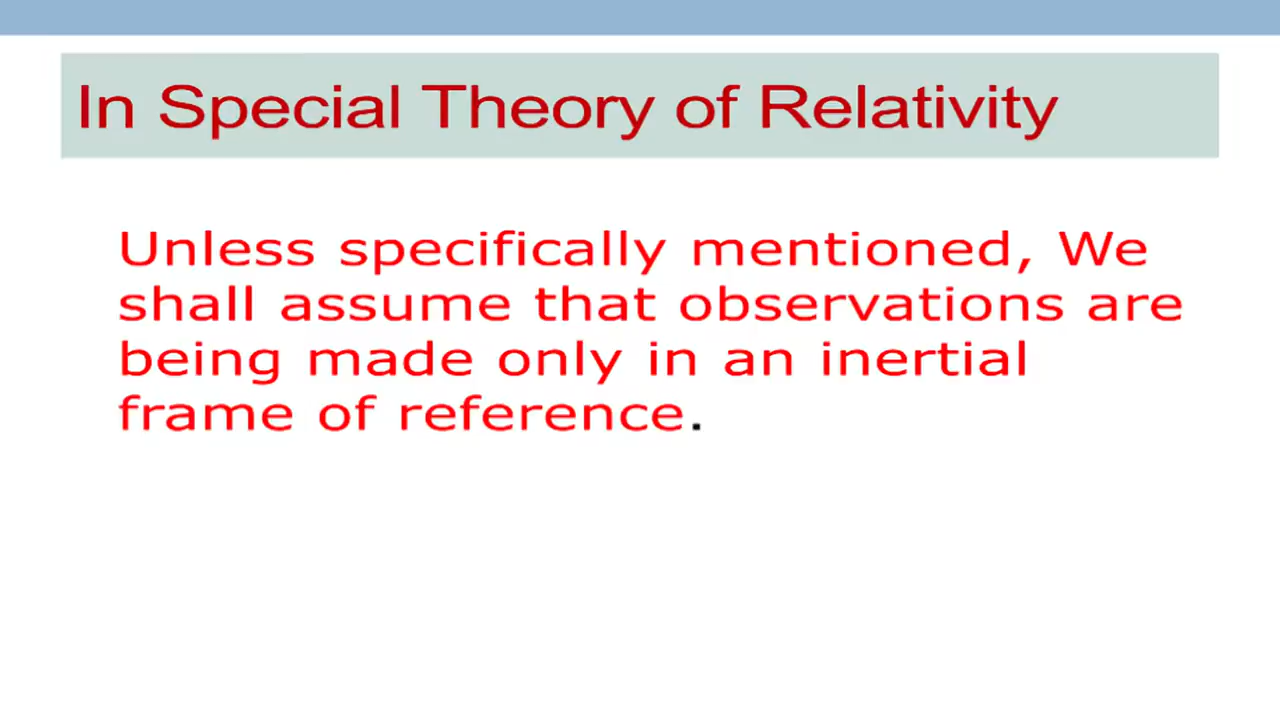 In Special Theory of Relativity
Unless specifically mentioned, We
shall assume that observations are
being made only in an inertial
frame of reference.